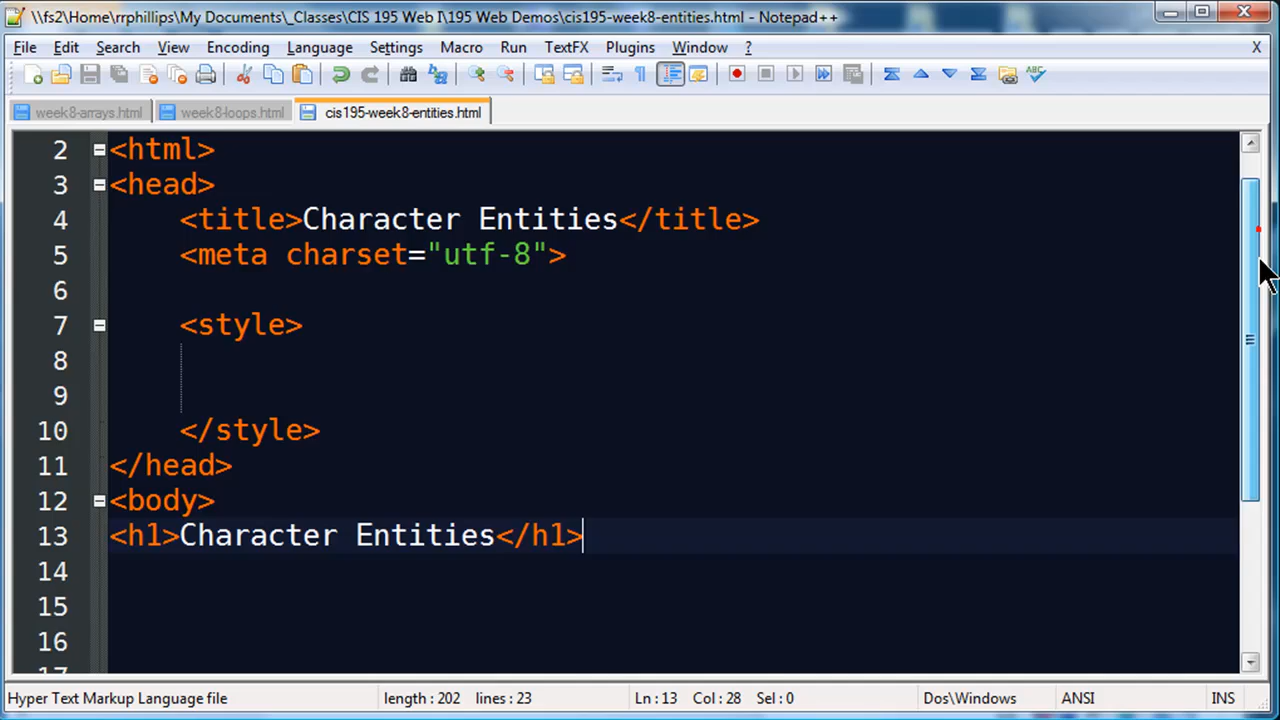 \\fs2\Home\rrphillips\My Documents\_Classes\CIS 195 Web I\195 Web Demos\cis195-week8-entities.html - Notepad++
File Edit Search View Encoding Language Settings Macro Run TextFX Plugins Window ? X
week8-arrays.html week8-loops.html cis195-week8-entities.html
2 <html>
3 <head>
4 <title>Character Entities</title>
5 <meta charset="utf-8">
6
7 <style>
8
9
10 </style>
11 </head>
12 <body>
13 <h1>Character Entities</h1>
14
15
16
17
Hyper Text Markup Language file length : 202 lines : 23 Ln : 13 Col : 28 Sel : 0 Dos\Windows ANSI INS